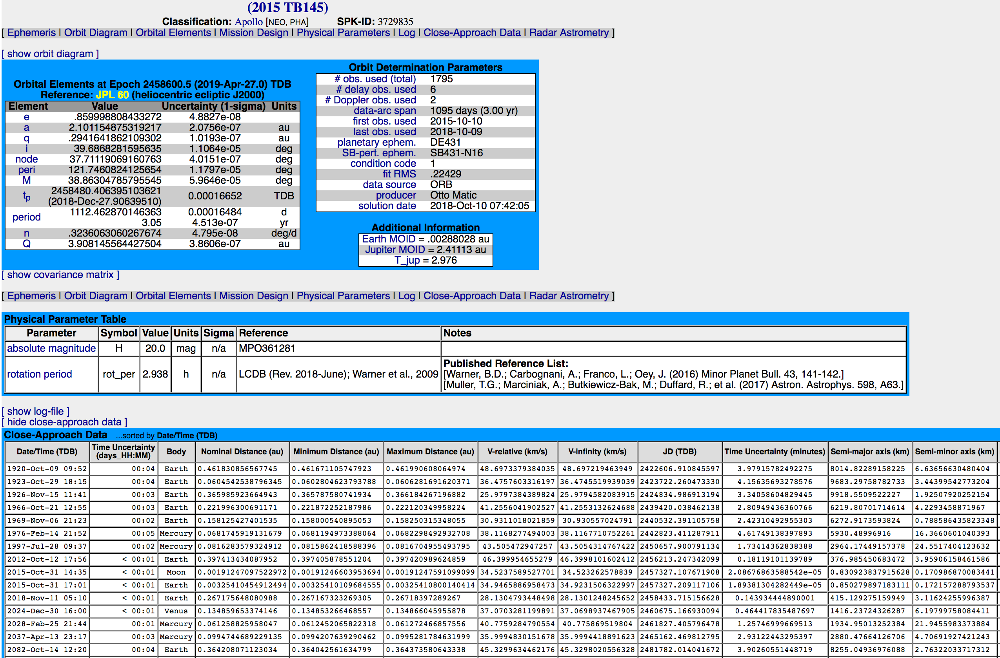 (2015 TB145)
Classification: Apollo [NEO, PHA] SPK-ID: 3729835
[ Ephemeris | Orbit Diagram | Orbital Elements | Mission Design | Physical Parameters | Log | Close-Approach Data | Radar Astrometry ]
[ show orbit diagram ]
Orbital Elements at Epoch 2458600.5 (2019-Apr-27.0) TDB
Reference: JPL 60 (heliocentric ecliptic J2000)
Element Value Uncertainty (1-sigma) Units
e .859998808433272 4.8827e-08
a 2.101154875319217 2.0756e-07 au
q .2941641862109302 1.0193e-07 au
i 39.6868281595635 1.1064e-05 deg
node 37.71119069160763 4.0151e-07 deg
peri 121.7460824125654 1.1797e-05 deg
M 38.86304785795545 5.9646e-05 deg
tp 2458480.406395103621 0.00016652 TDB
(2018-Dec-27.90639510)
period 1112.462870146363 0.00016484 d
3.05 4.513e-07 yr
n .3236063060267674 4.795e-08 deg/d
Q 3.908145564427504 3.8606e-07 au
Orbit Determination Parameters
# obs. used (total) 1795
# delay obs. used 6
# Doppler obs. used 2
data-arc span 1095 days (3.00 yr)
first obs. used 2015-10-10
last obs. used 2018-10-09
planetary ephem. DE431
SB-pert. ephem. SB431-N16
condition code 1
fit RMS .22429
data source ORB
producer Otto Matic
solution date 2018-Oct-10 07:42:05
Additional Information
Earth MOID = .00288028 au
Jupiter MOID = 2.41113 au
T_jup = 2.976
[ show covariance matrix ]
[ Ephemeris | Orbit Diagram | Orbital Elements | Mission Design | Physical Parameters | Log | Close-Approach Data | Radar Astrometry ]
Physical Parameter Table
Parameter Symbol Value Units Sigma Reference Notes
absolute magnitude H 20.0 mag n/a MPO361281
rotation period rot_per 2.938 h n/a LCDB (Rev. 2018-June); Warner et al., 2009 Published Reference List:
[Warner, B.D.; Carbognani, A.; Franco, L.; Oey, J. (2016) Minor Planet Bull. 43, 141-142.]
[Muller, T.G.; Marciniak, A.; Butkiewicz-Bak, M.; Duffard, R.; et al. (2017) Astron. Astrophys. 598, A63.]
[ show log-file ]
[ hide close-approach data ]
Close-Approach Data ...sorted by Date/Time (TDB)
Date/Time (TDB) Time Uncertainty (days_HH:MM) Body Nominal Distance (au) Minimum Distance (au) Maximum Distance (au) V-relative (km/s) V-infinity (km/s) JD (TDB) Time Uncertainty (minutes) Semi-major axis (km) Semi-minor axis (km)
1920-Oct-09 09:52 00:04 Earth 0.461830856567745 0.461671105747923 0.461990608064974 48.6973379384035 48.697219463949 2422606.910845597 3.97915782492275 8014.82289158225 6.63656630480404
1923-Oct-29 18:15 00:04 Earth 0.0604542538796345 0.0602804623793788 0.0606281691620371 36.4757603316197 36.4745519939039 2423722.260473330 4.15635693278576 9683.29758782733 3.44399542773204
1926-Nov-15 11:41 00:03 Earth 0.365985923664943 0.365787580741934 0.366184267196882 25.9797384389824 25.9794582083915 2424834.986913194 3.34058604829445 9918.5509522227 1.92507920252154
1966-Oct-21 12:55 00:03 Earth 0.221996300691171 0.221872252187986 0.222120349958224 41.2556041902527 41.2553132624688 2439420.038462138 2.80949436360766 6219.80701714614 4.2293458871967
1969-Nov-06 21:23 00:02 Earth 0.158125427401535 0.158000540895053 0.158250315348055 30.9311018021859 30.930557024791 2440532.391105758 2.42310492955303 6272.9173593824 0.788586435823348
1976-Feb-14 21:52 00:05 Mercury 0.0681745919131679 0.0681194973388064 0.0682298492932708 38.1168277494003 38.1167710752261 2442823.411287911 4.61749138397893 5930.48996916 16.3660601040393
1997-Jul-28 09:37 00:02 Mercury 0.0816283579324912 0.0815862418588396 0.0816704955493795 43.505472947257 43.5054314767422 2450657.900791134 1.73414362838388 2964.17449157378 24.5517404123632
2012-Oct-12 17:56 < 00:01 Earth 0.397413434087952 0.397405878551204 0.397420989624859 46.399954655279 46.3998101602412 2456213.247342099 0.18119101139789 376.985450683472 3.95906158461586
2015-Oct-31 14:35 < 00:01 Moon 0.00191247097522972 0.00191246603953694 0.00191247591099099 34.5237589527701 34.523262578839 2457327.107671908 2.08676863588542e-05 0.830923837915628 0.170986870083441
2015-Oct-31 17:01 < 00:01 Earth 0.00325410454912494 0.00325410109684555 0.00325410800140414 34.9465886958473 34.9231506322997 2457327.209117106 1.89381304282449e-05 0.850279897183111 0.172157288793537
2018-Nov-11 05:10 < 00:01 Earth 0.267175648080988 0.267167323269305 0.26718397289267 28.1304793448498 28.1301248245652 2458433.715156628 0.143934444890001 415.129275159949 3.11624255996387
2024-Dec-30 16:00 < 00:01 Venus 0.134859653374146 0.134853266468557 0.134866045955878 37.0703281199891 37.0698937467905 2460675.166930094 0.464417835487697 1416.23724326287 6.19799758084411
2028-Feb-25 21:44 00:01 Mercury 0.061258825958047 0.0612452065822318 0.061272466857556 40.7759284790554 40.775869519804 2461827.405796478 1.25746999669513 1934.95013252384 21.9455983373884
2037-Apr-13 23:17 00:03 Mercury 0.0994744689229135 0.0994207639290462 0.0995281784631999 35.9994830151678 35.9994418891623 2465162.469812795 2.93122443295397 2880.47664126706 4.70691927421243
2082-Oct-14 12:20 00:04 Earth 0.364208071123034 0.364042561634799 0.364373580643338 45.3299634462176 45.3298020556328 2481782.014041672 3.90260551448719 8255.04936976088 2.76322033717312